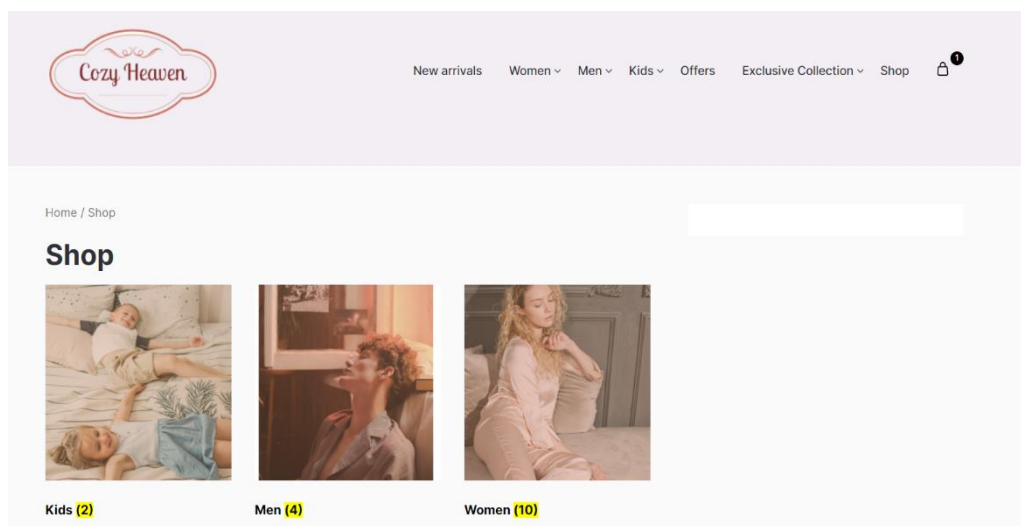 Cozy Heaven
New arrivals Women Men Kids Offers Exclusive Collection Shop 1
Home / Shop
Shop
Kids (2) Men (4) Women (10)